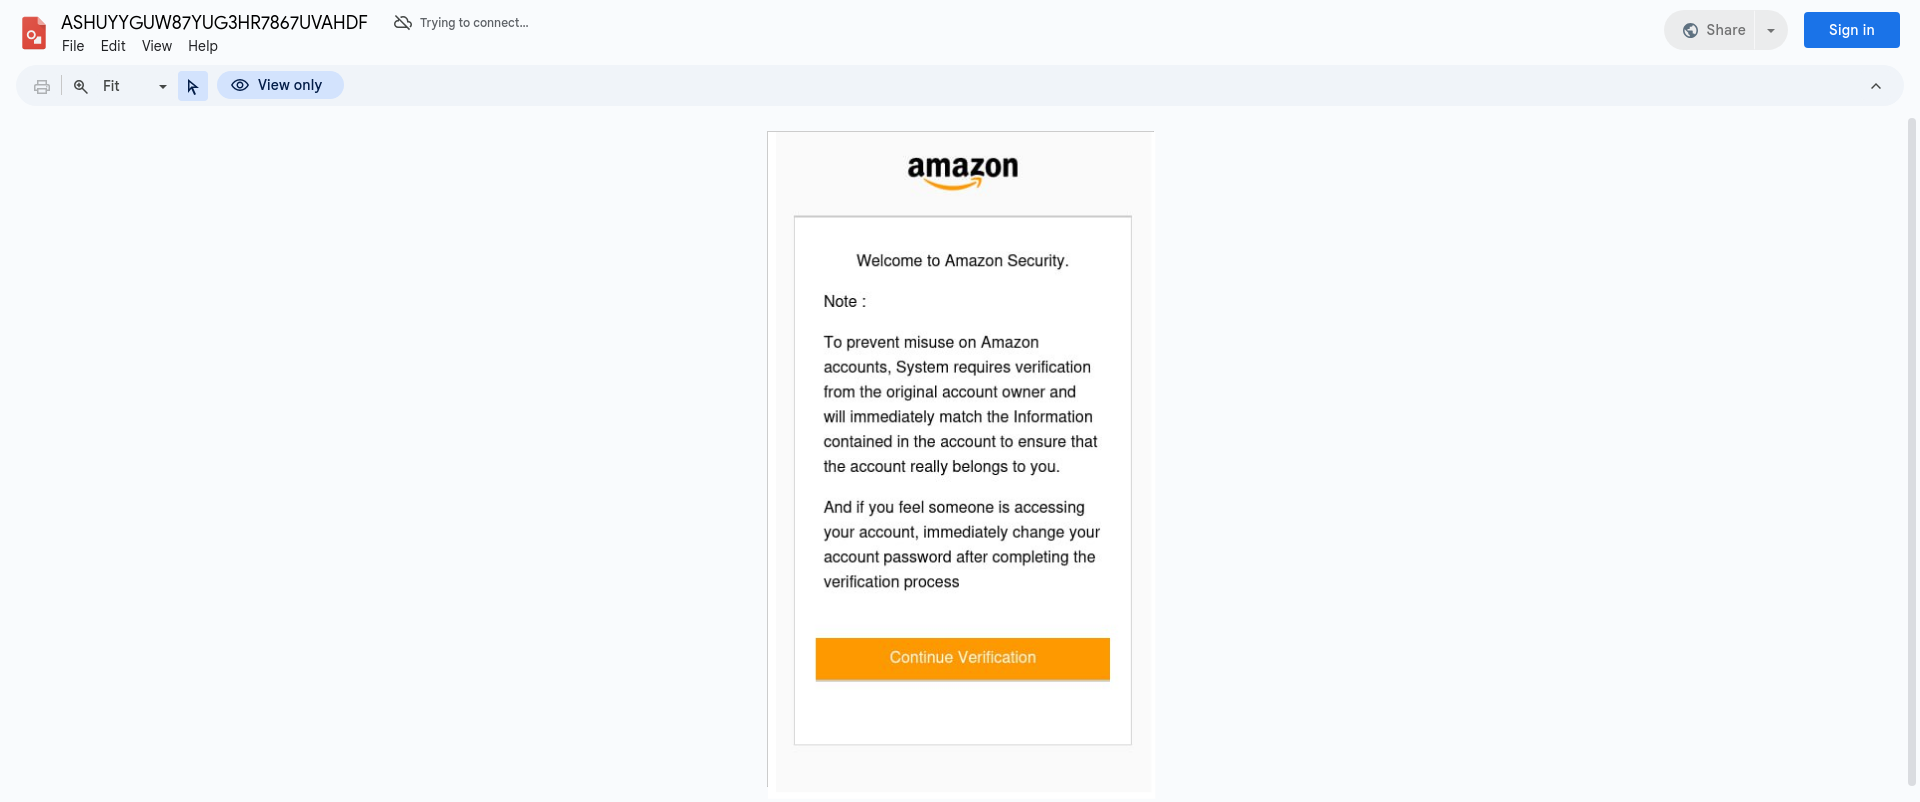 ASHUYYGUW87YUG3HR7867UVAHDF
Trying to connect...
Share
Sign in
File Edit View Help
Fit
View only
amazon
Welcome to Amazon Security.
Note :
To prevent misuse on Amazon
accounts, System requires verification
from the original account owner and
will immediately match the Information
contained in the account to ensure that
the account really belongs to you.
And if you feel someone is accessing
your account, immediately change your
account password after completing the
verification process
Continue Verification